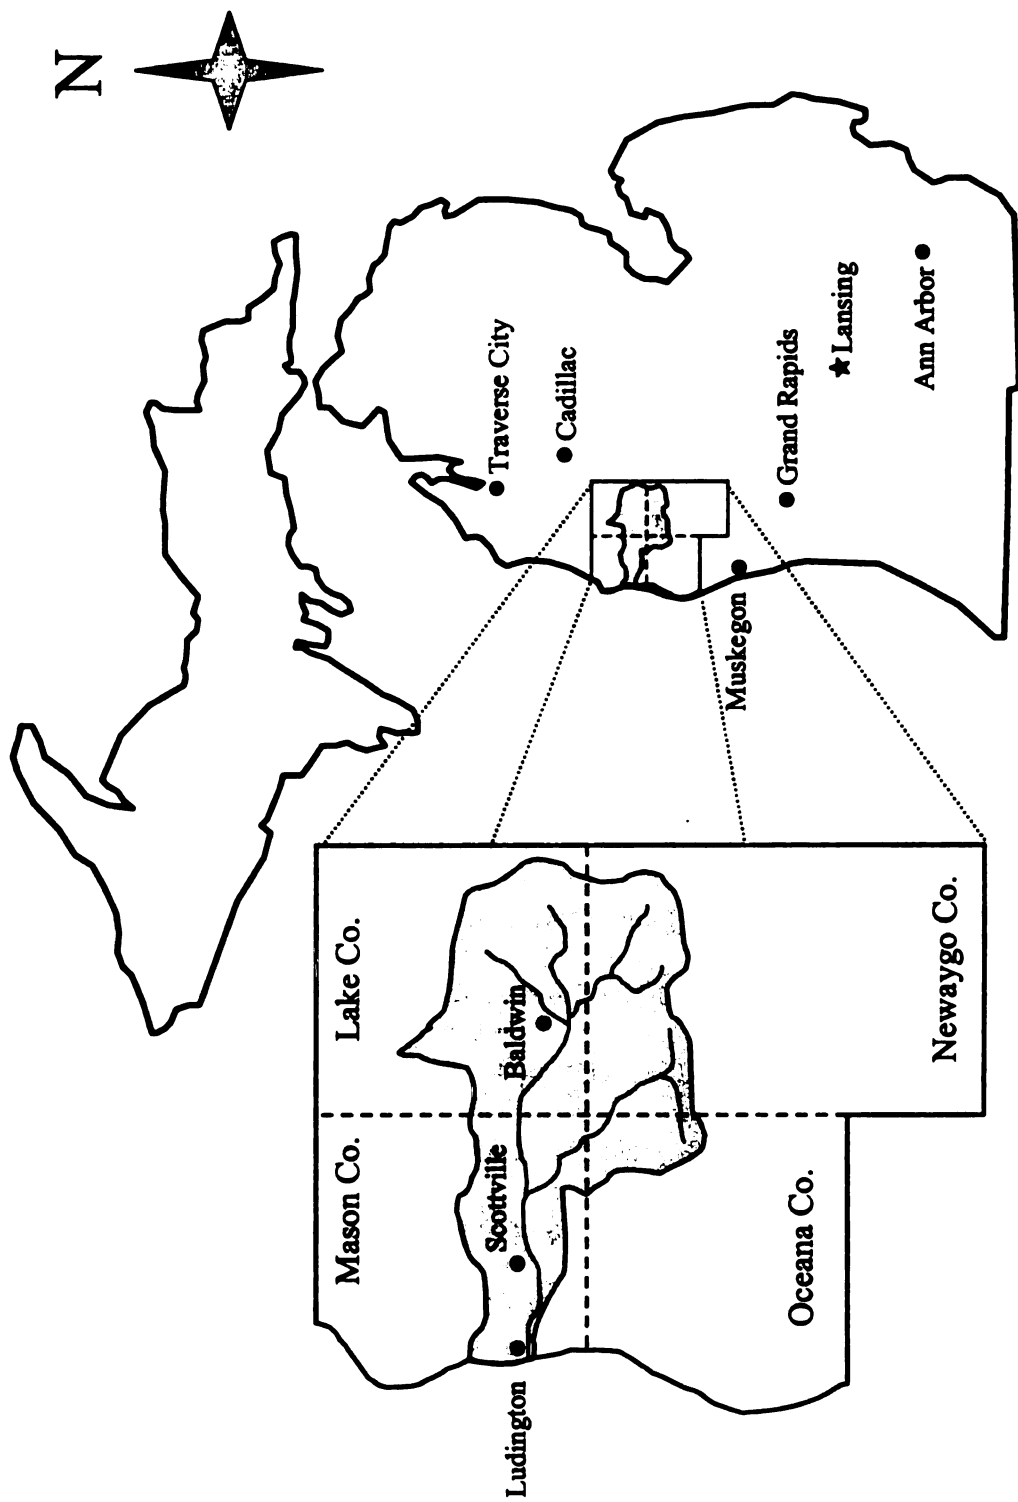 N
Traverse City
Cadillac
Grand Rapids
Lansing
Ann Arbor
Muskegon
Mason Co.
Lake Co.
Ludington
Scottville
Baldwin
Oceana Co.
Newaygo Co.